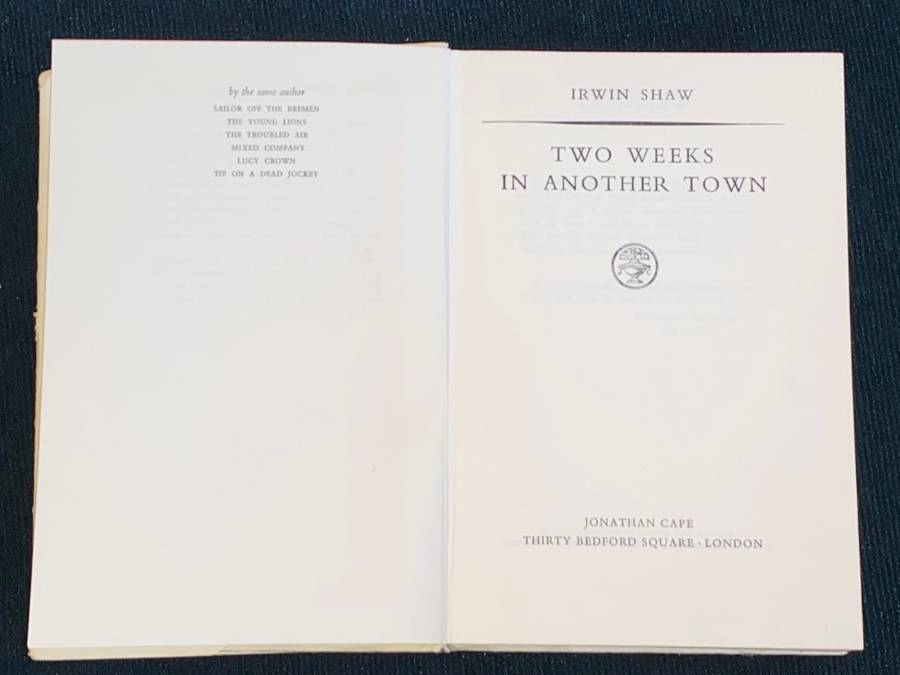 by the same author
SAILOR OFF THE BREMEN
THE YOUNG LIONS
THE TROUBLED AIR
MIXED COMPANY
LUCY CROWN
TIP ON A DEAD JOCKEY
IRWIN SHAW
TWO WEEKS
IN ANOTHER TOWN
JONATHAN CAPE
THIRTY BEDFORD SQUARE · LONDON